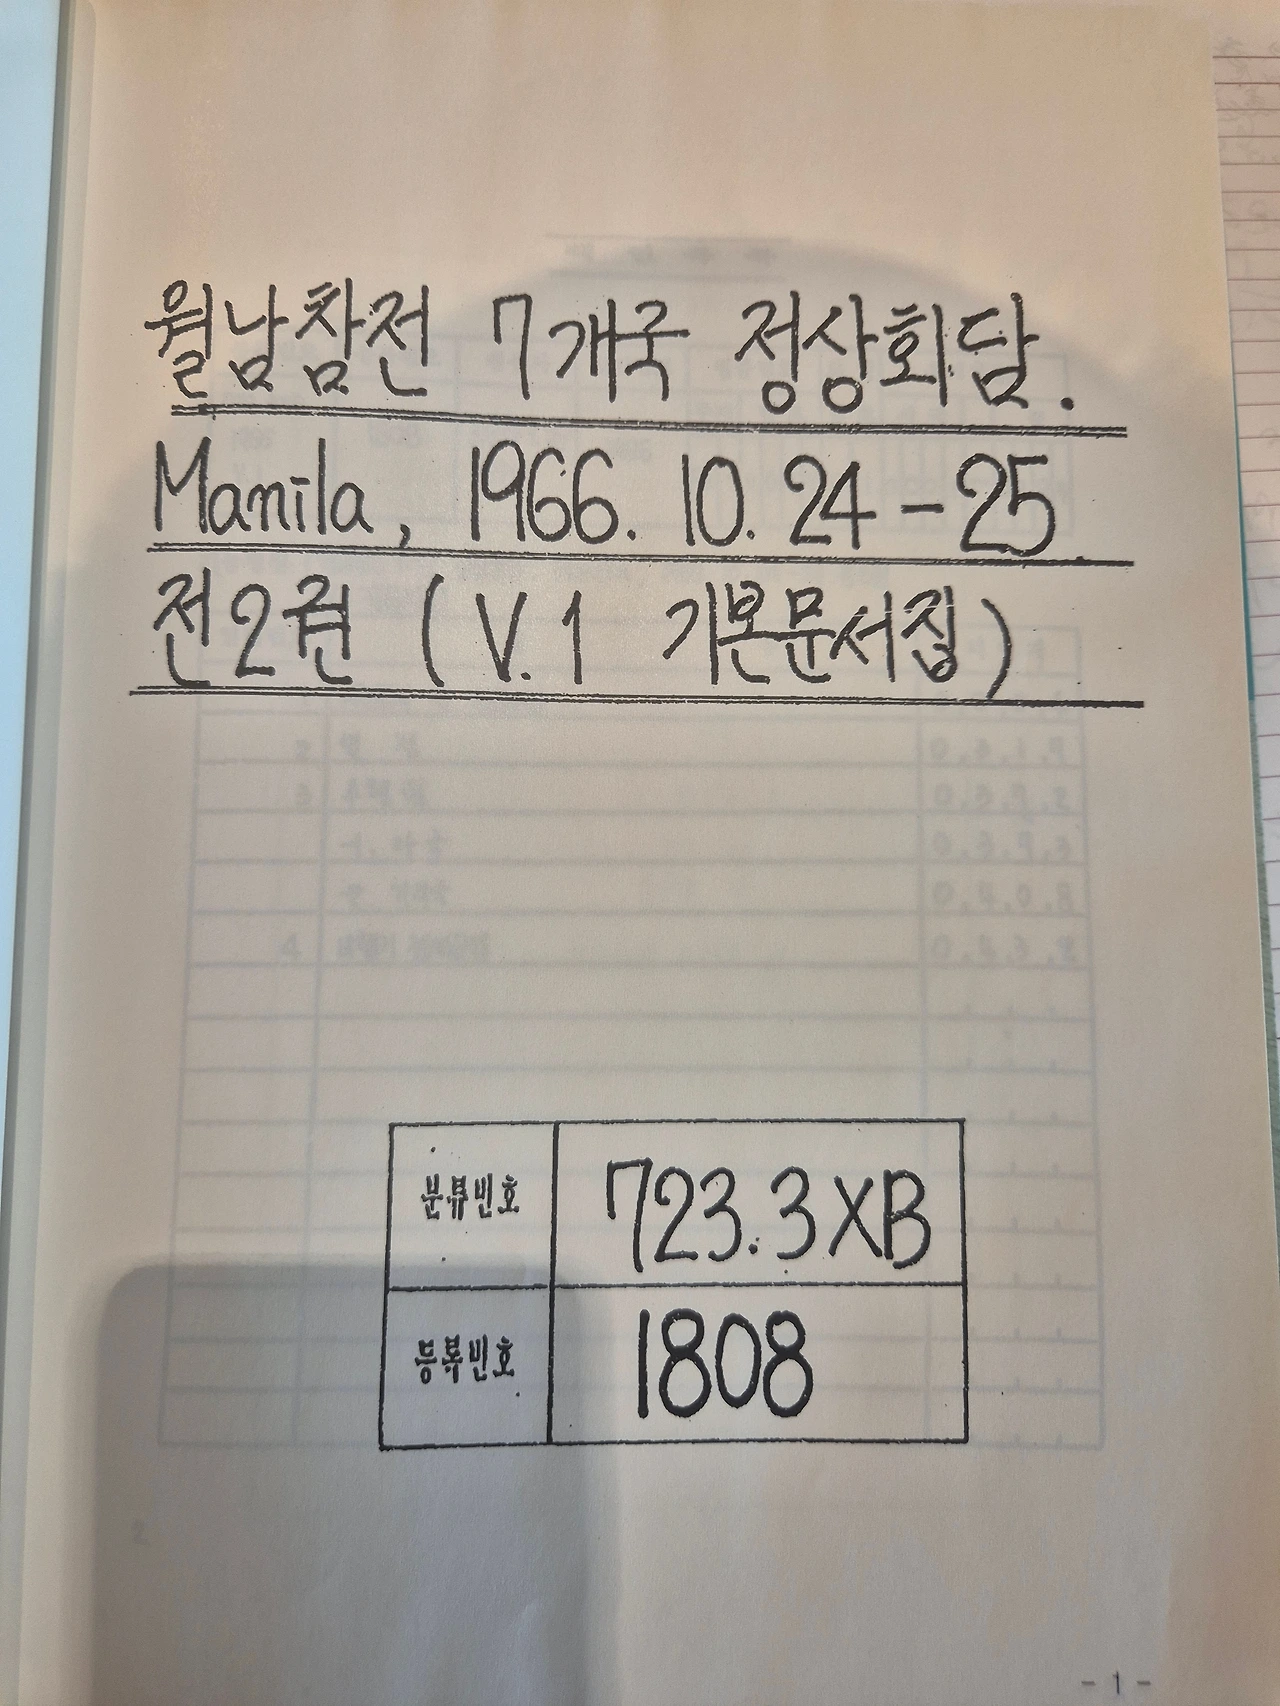 월남참전 7개국 정상회담.
Manila, 1966. 10. 24-25
전2권 (V.1 기본문서집)
분류번호 723.3XB
등록번호 1808
- 1 -